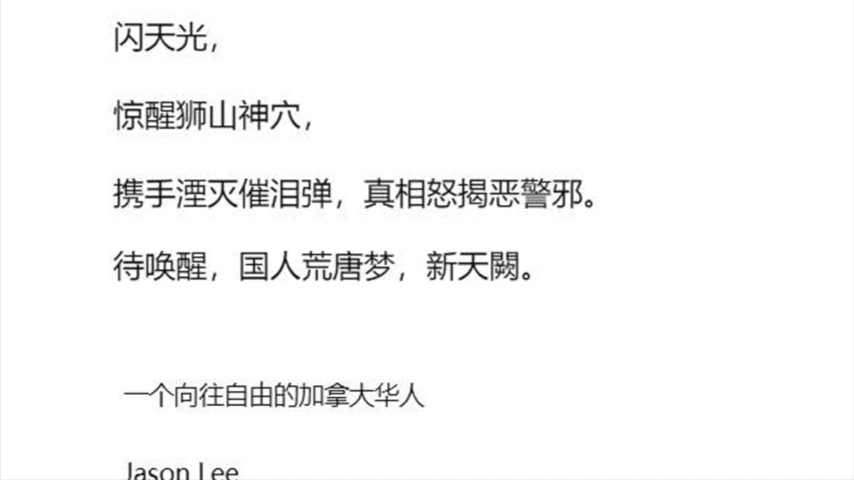 闪天光，
惊醒狮山神穴，
携手湮灭催泪弹，真相怒揭恶警邪。
待唤醒，国人荒唐梦，新天闕。
一个向往自由的加拿大华人
Jason Lee